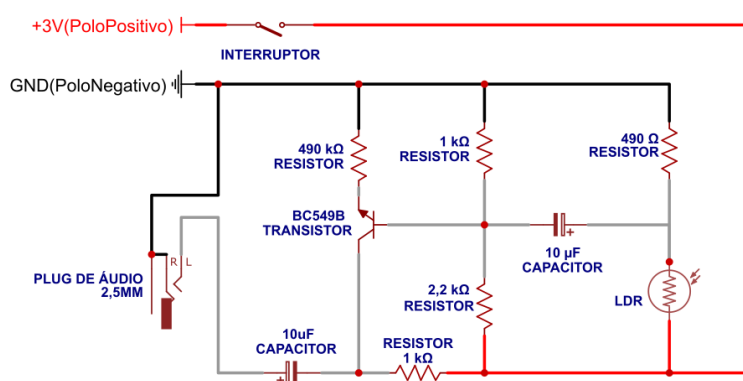 +3V(PoloPositivo)
INTERRUPTOR
GND(PoloNegativo)
490 kΩ
RESISTOR
1 kΩ
RESISTOR
490 Ω
RESISTOR
BC549B
TRANSISTOR
+
10 µF
CAPACITOR
R L
PLUG DE ÁUDIO
2,5MM
2,2 kΩ
RESISTOR
LDR
10uF
CAPACITOR
+
RESISTOR
1 kΩ